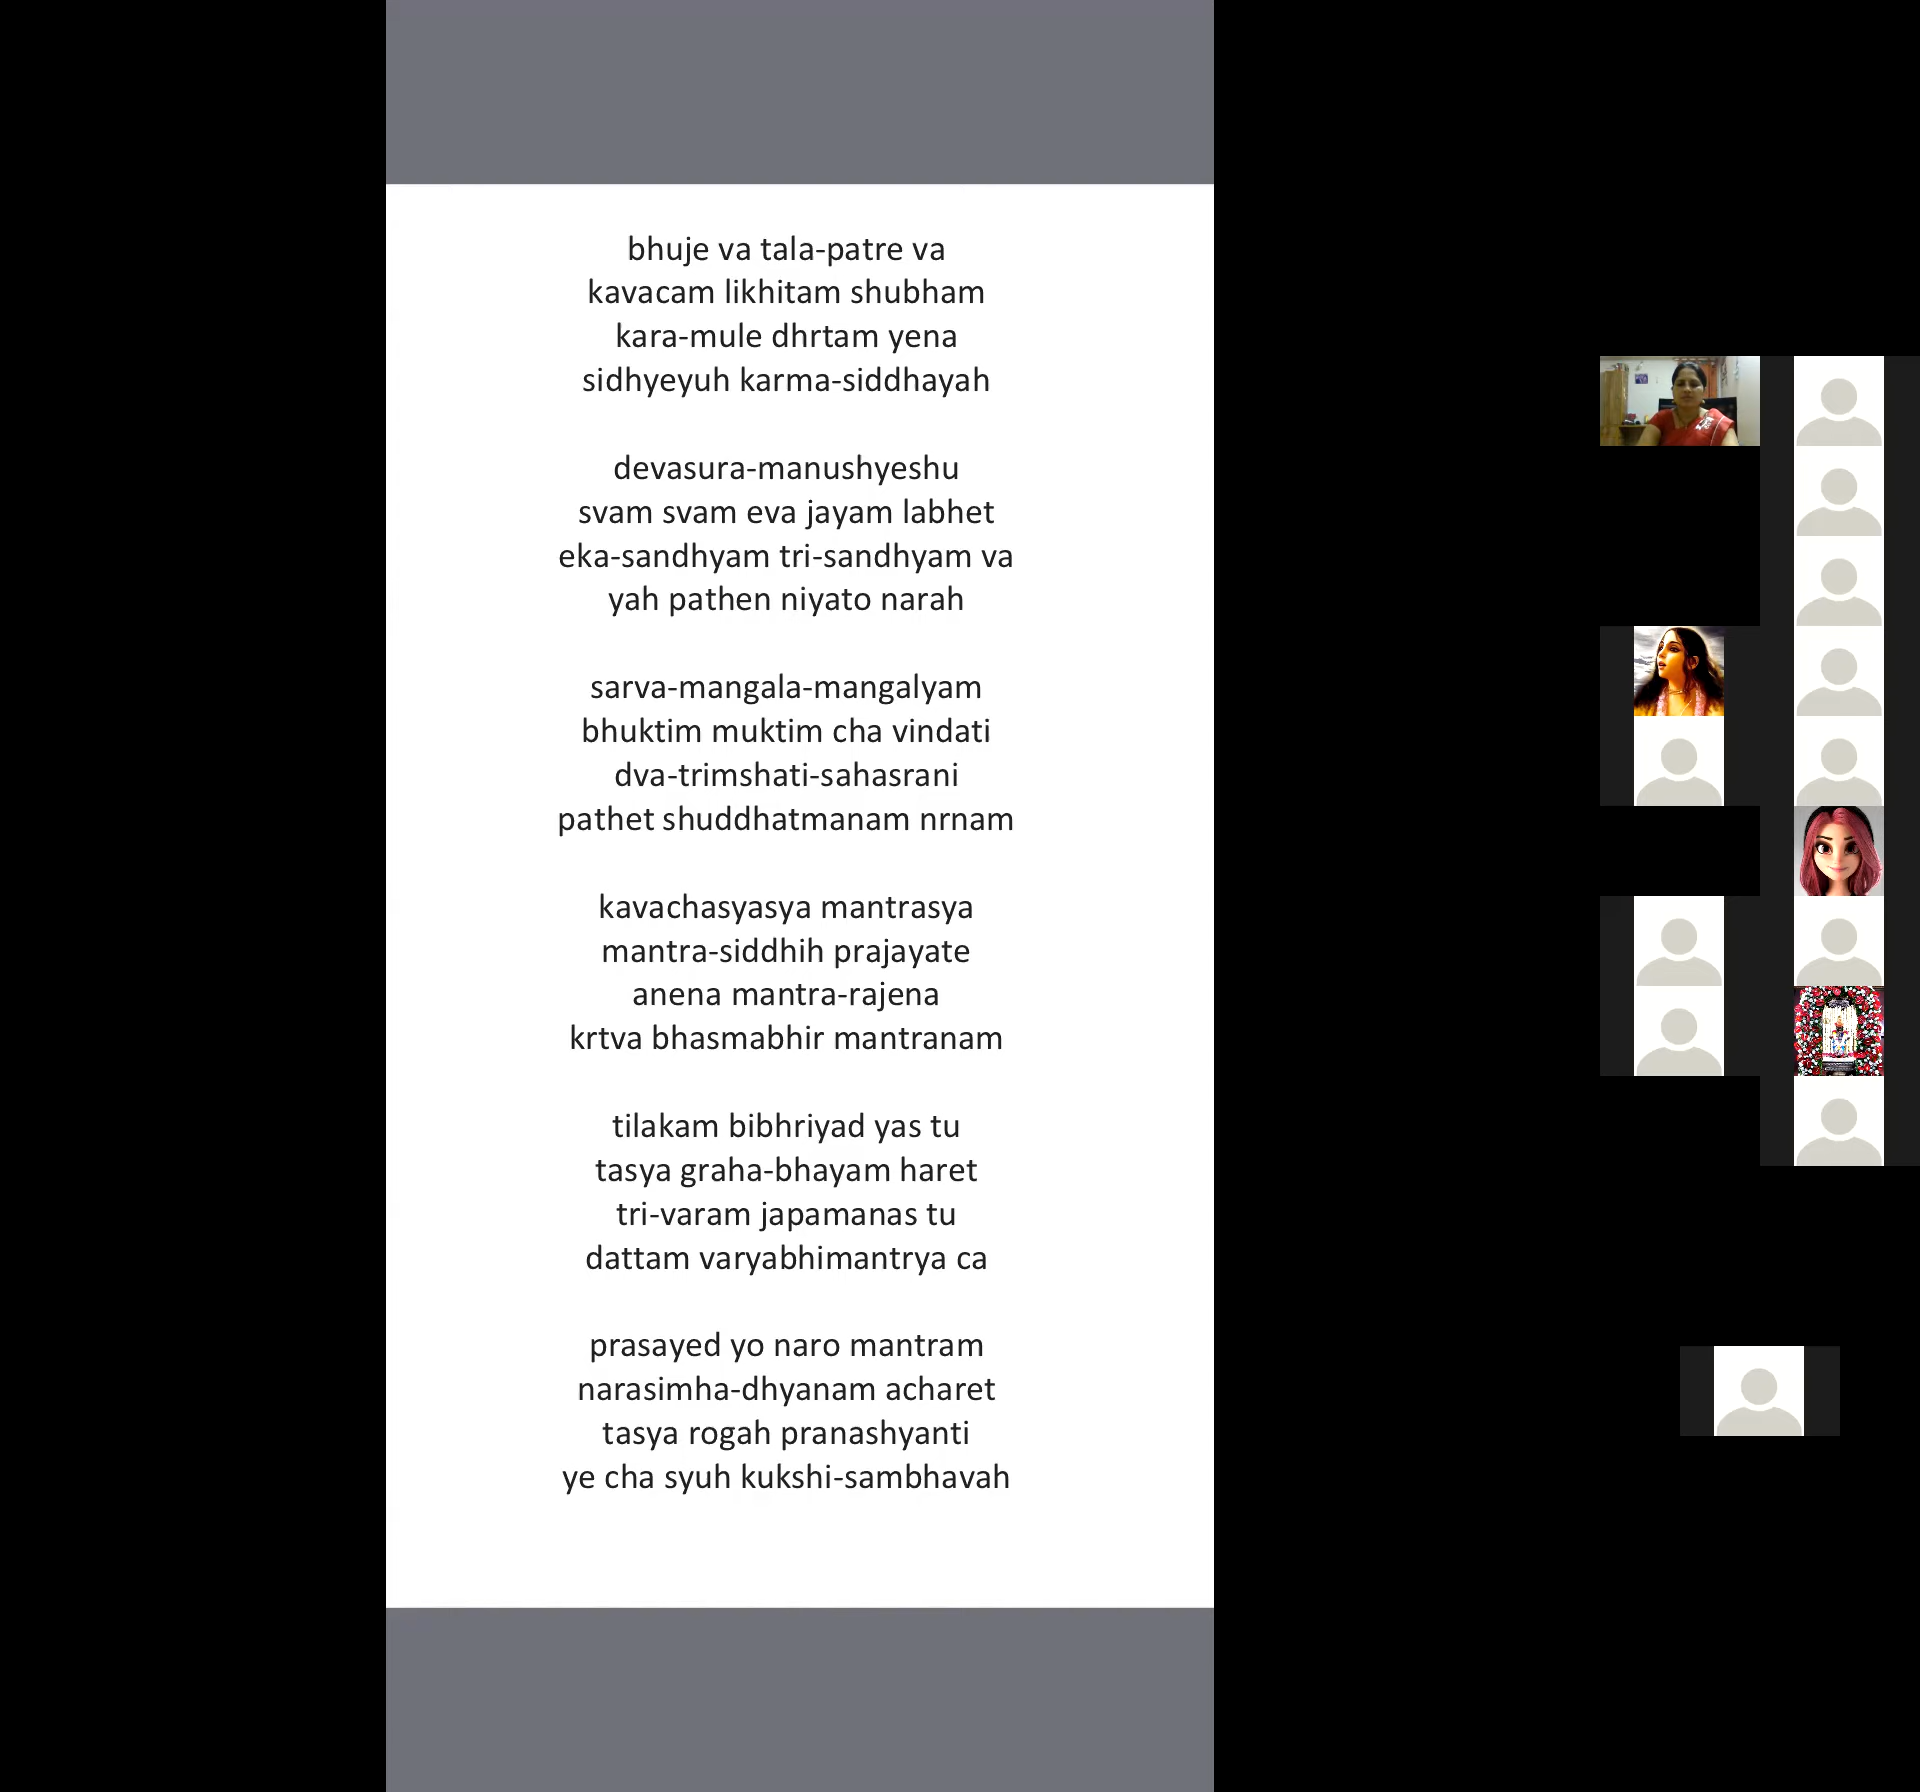 bhuje va tala-patre va
kavacam likhitam shubham
kara-mule dhrtam yena
sidhyeyuh karma-siddhayah
devasura-manushyeshu
svam svam eva jayam labhet
eka-sandhyam tri-sandhyam va
yah pathen niyato narah
sarva-mangala-mangalyam
bhuktim muktim cha vindati
dva-trimshati-sahasrani
pathet shuddhatmanam nrnam
kavachasyasya mantrasya
mantra-siddhih prajayate
anena mantra-rajena
krtva bhasmabhir mantranam
tilakam bibhriyad yas tu
tasya graha-bhayam haret
tri-varam japamanas tu
dattam varyabhimantrya ca
prasayed yo naro mantram
narasimha-dhyanam acharet
tasya rogah pranashyanti
ye cha syuh kukshi-sambhavah